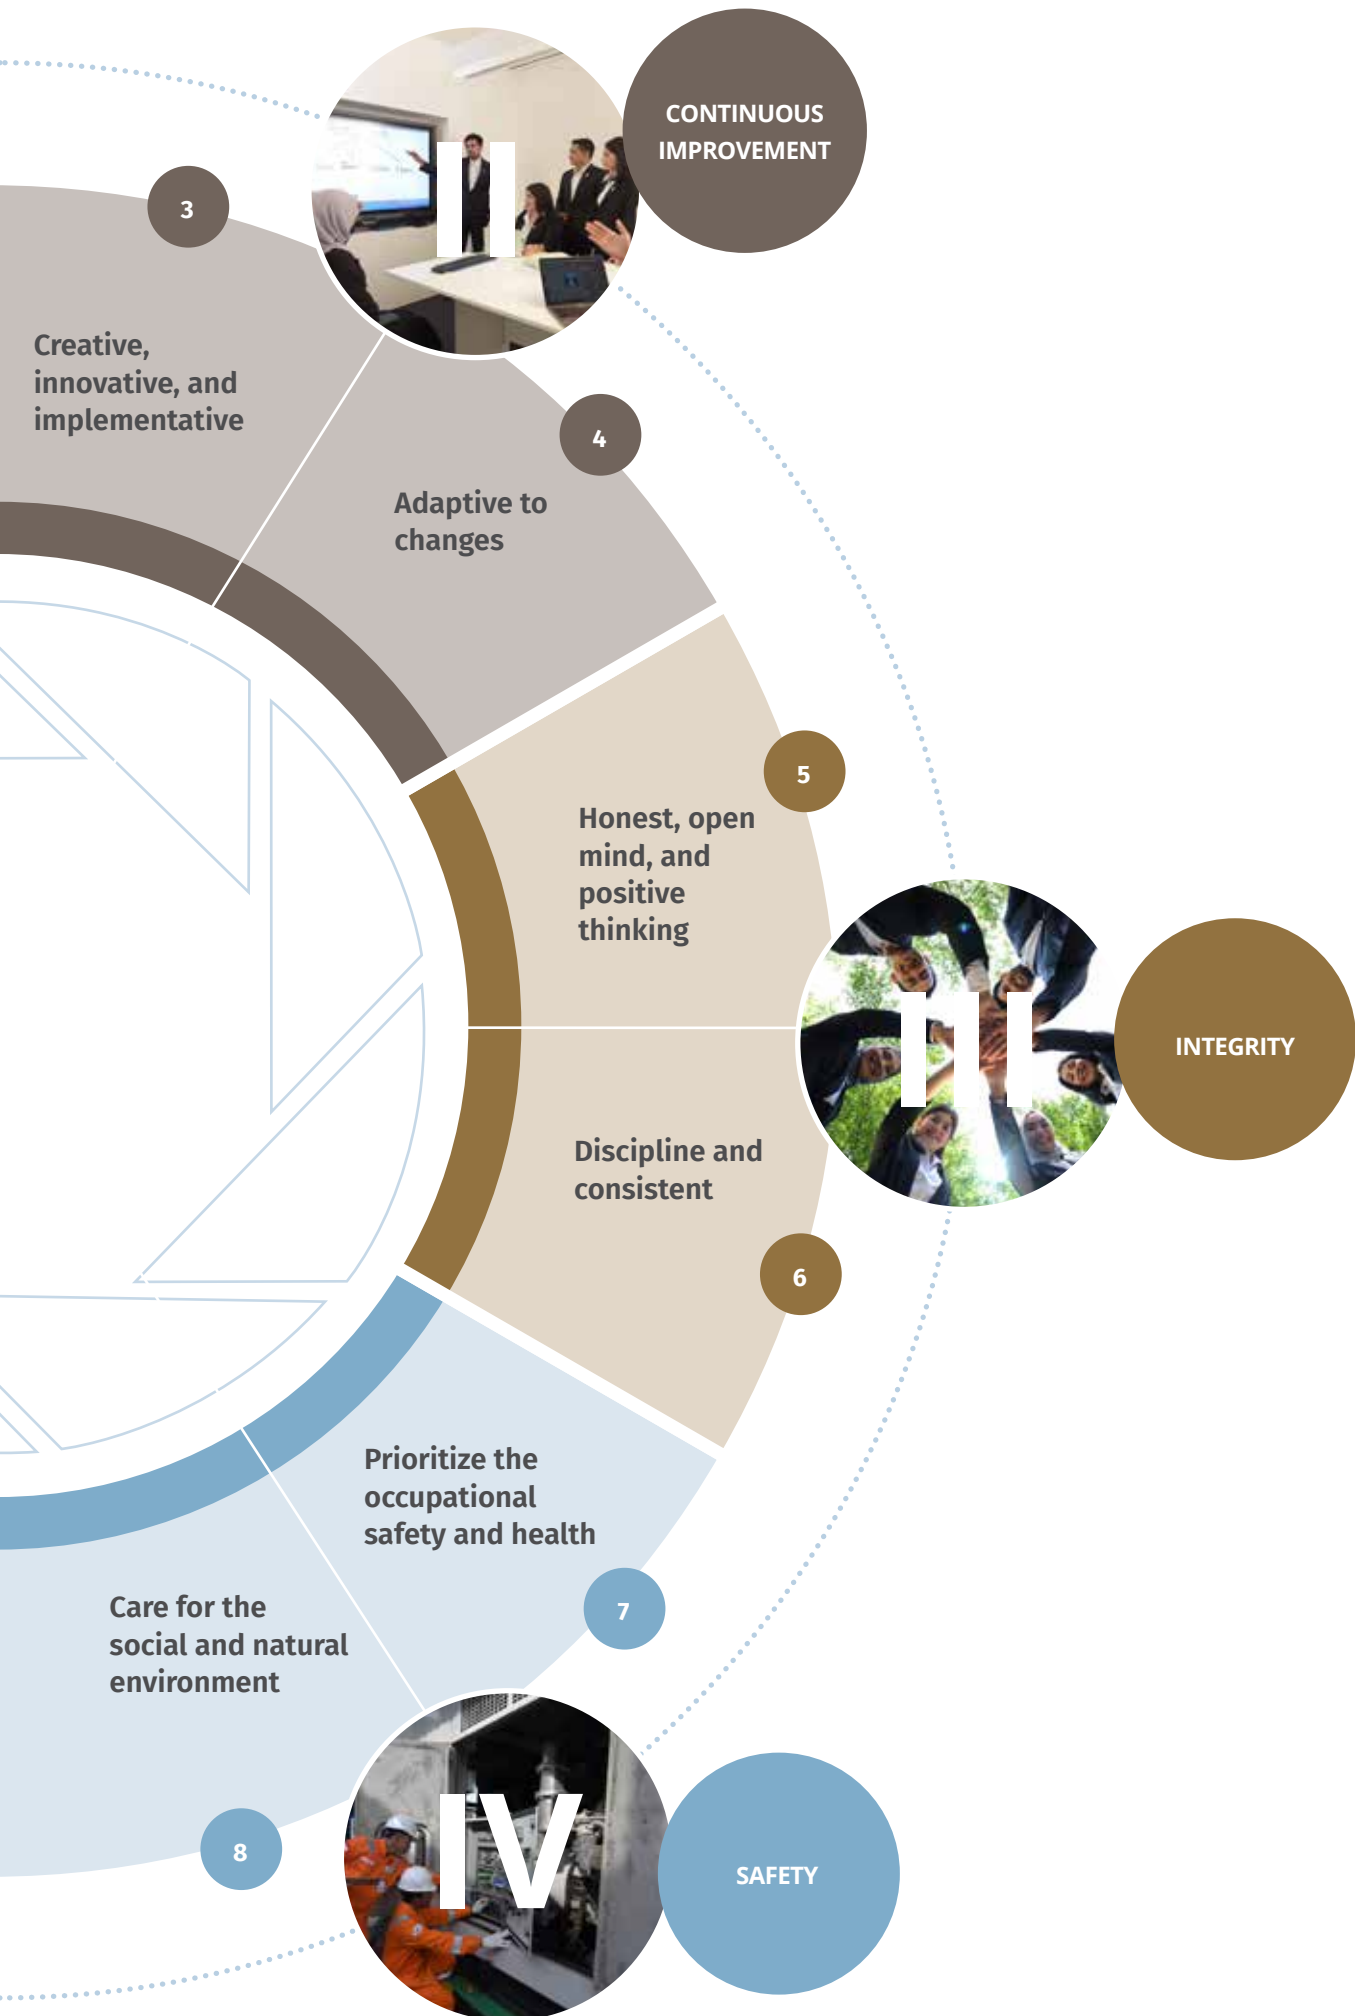 CONTINUOUS
IMPROVEMENT
II
3
Creative,
innovative, and
implementative
4
Adaptive to
changes
5
Honest, open
mind, and
positive
thinking
III
INTEGRITY
Discipline and
consistent
6
Prioritize the
occupational
safety and health
7
Care for the
social and natural
environment
8
IV
SAFETY